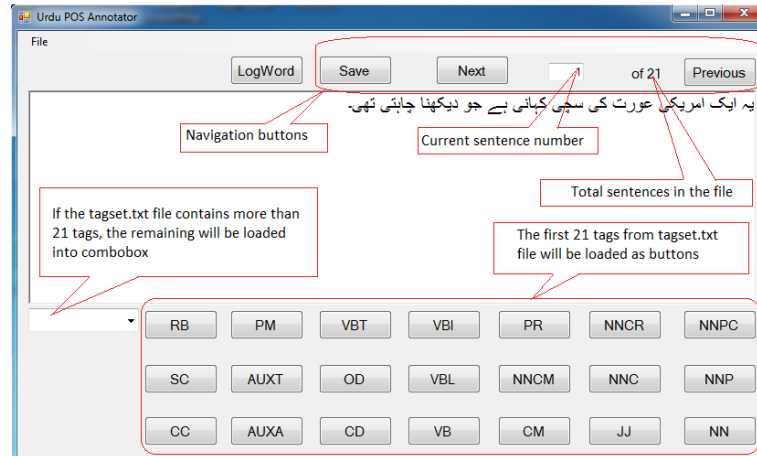 Urdu POS Annotator
File
LogWord Save Next 1 of 21 Previous
یہ ایک امریکی عورت کی سچی کہانی ہے جو دیکھنا چاہتی تھی۔
Navigation buttons
Current sentence number
Total sentences in the file
If the tagset.txt file contains more than
21 tags, the remaining will be loaded
into combobox
The first 21 tags from tagset.txt
file will be loaded as buttons
RB PM VBT VBI PR NNCR NNPC
SC AUXT OD VBL NNCM NNC NNP
CC AUXA CD VB CM JJ NN